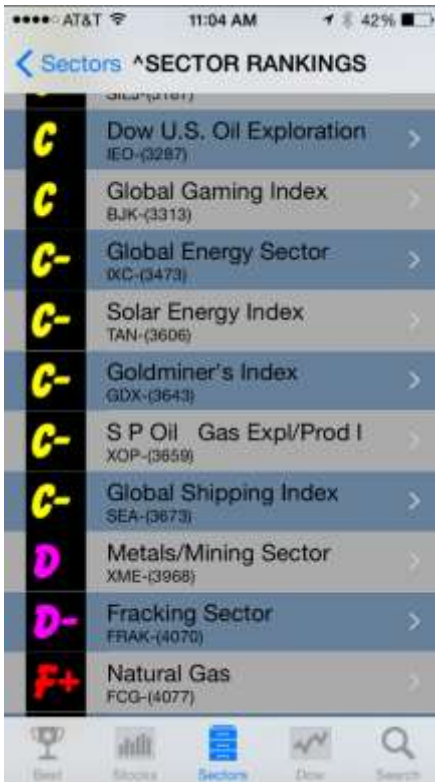 AT&T 11:04 AM 42%
Sectors ^SECTOR RANKINGS
C
Dow U.S. Oil Exploration
IEO-(3287)
C
Global Gaming Index
BJK-(3313)
C-
Global Energy Sector
IXC-(3473)
C-
Solar Energy Index
TAN-(3606)
C-
Goldminer's Index
GDX-(3643)
C-
S P Oil Gas Expl/Prod I
XOP-(3659)
C-
Global Shipping Index
SEA-(3673)
D
Metals/Mining Sector
XME-(3968)
D-
Fracking Sector
FRAK-(4070)
F+
Natural Gas
FCG-(4077)
Best Stocks Sectors Dow Search